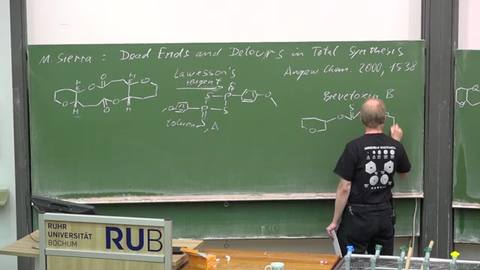 M Sierra : Dead Ends and Detours in Total Synthesis
Lawesson's
reagent
Angew. Chem. 2000, 1538
Brevetoxin B
Toluene, Δ
RUHR
UNIVERSITÄT
BOCHUM
RUB